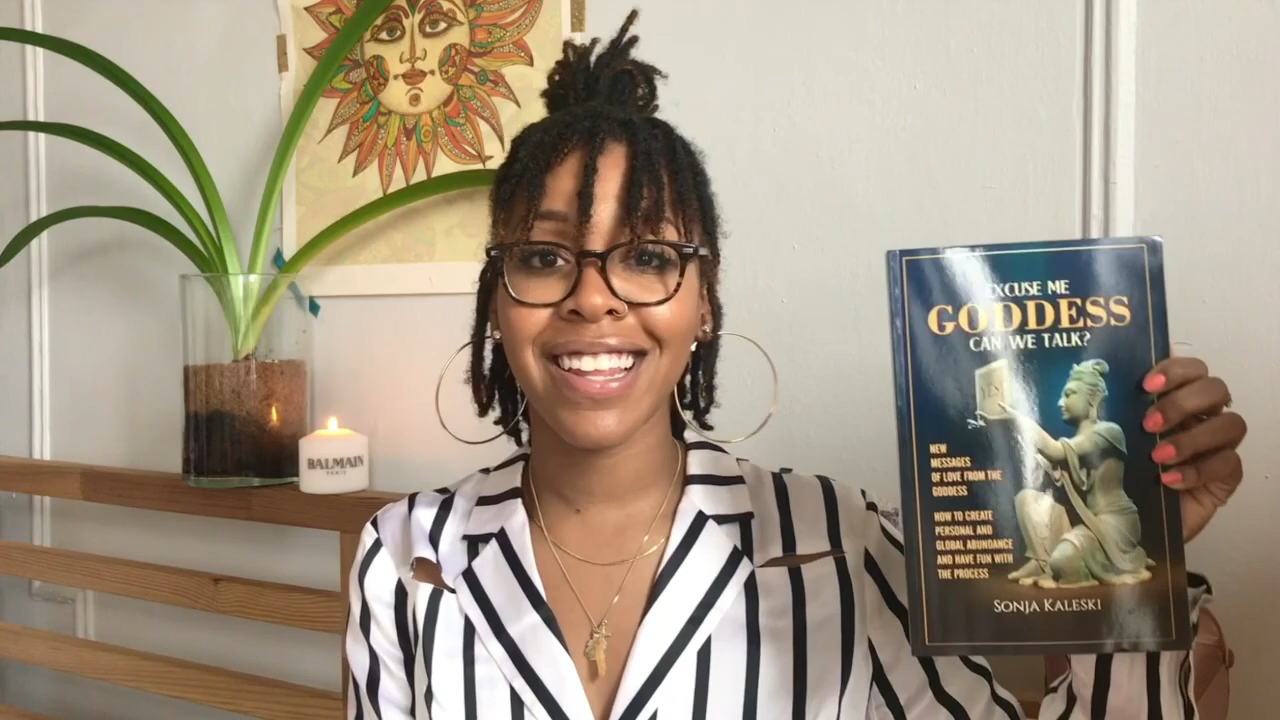 BALMAIN
PARIS
EXCUSE ME
GODDESS
CAN WE TALK?
NEW
MESSAGES
OF LOVE FROM THE
GODDESS
HOW TO CREATE
PERSONAL AND
GLOBAL ABUNDANCE
AND HAVE FUN WITH
THE PROCESS
SONJA KALESKI